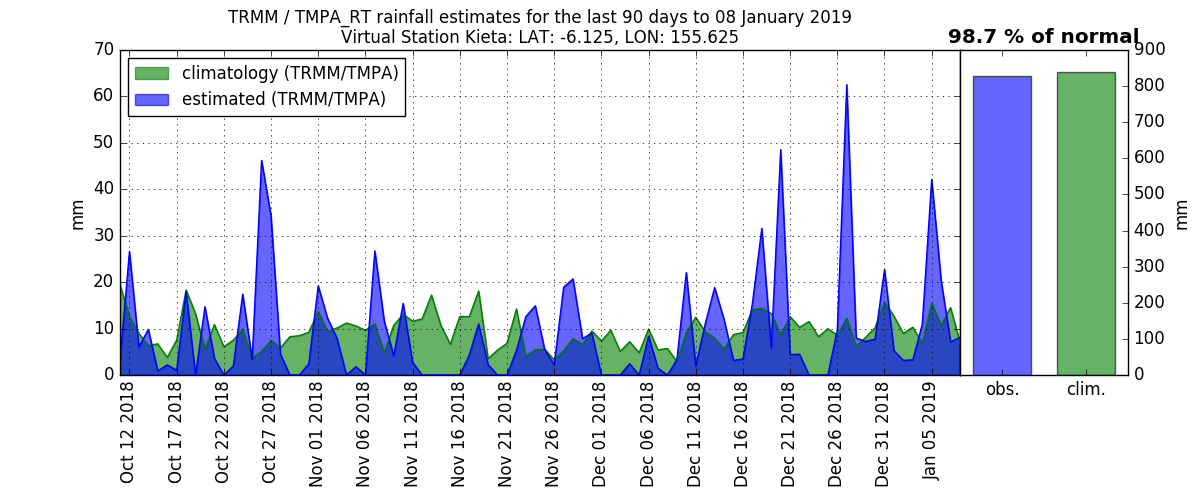 TRMM / TMPA_RT rainfall estimates for the last 90 days to 08 January 2019
Virtual Station Kieta: LAT: -6.125, LON: 155.625
98.7 % of normal
climatology (TRMM/TMPA)
estimated (TRMM/TMPA)
mm
70
60
50
40
30
20
10
0
Oct 12 2018
Oct 17 2018
Oct 22 2018
Oct 27 2018
Nov 01 2018
Nov 06 2018
Nov 11 2018
Nov 16 2018
Nov 21 2018
Nov 26 2018
Dec 01 2018
Dec 06 2018
Dec 11 2018
Dec 16 2018
Dec 21 2018
Dec 26 2018
Dec 31 2018
Jan 05 2019
obs.
clim.
900
800
700
600
500
400
300
200
100
0
mm